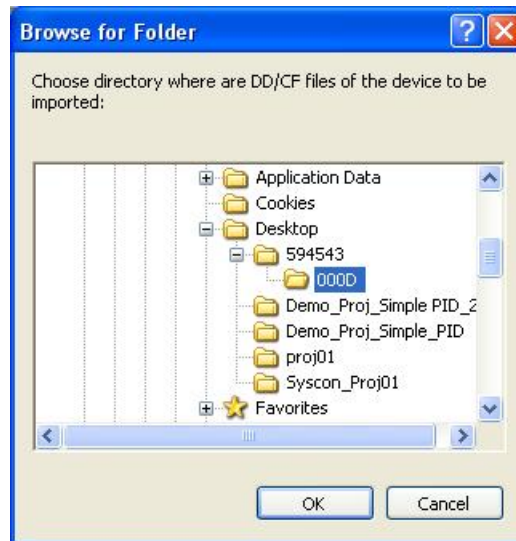 Browse for Folder
Choose directory where are DD/CF files of the device to be
imported:
Application Data
Cookies
Desktop
594543
000D
Demo_Proj_Simple PID_2
Demo_Proj_Simple_PID
proj01
Syscon_Proj01
Favorites
OK Cancel